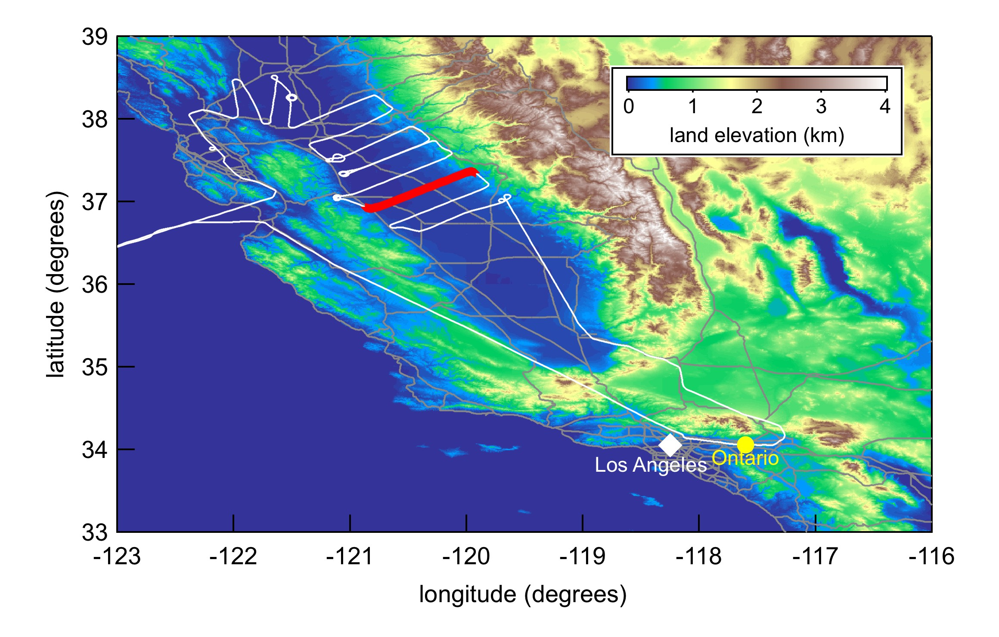 39
38
37
36
35
34
33
latitude (degrees)
0 1 2 3 4
land elevation (km)
Los Angeles
Ontario
-123 -122 -121 -120 -119 -118 -117 -116
longitude (degrees)